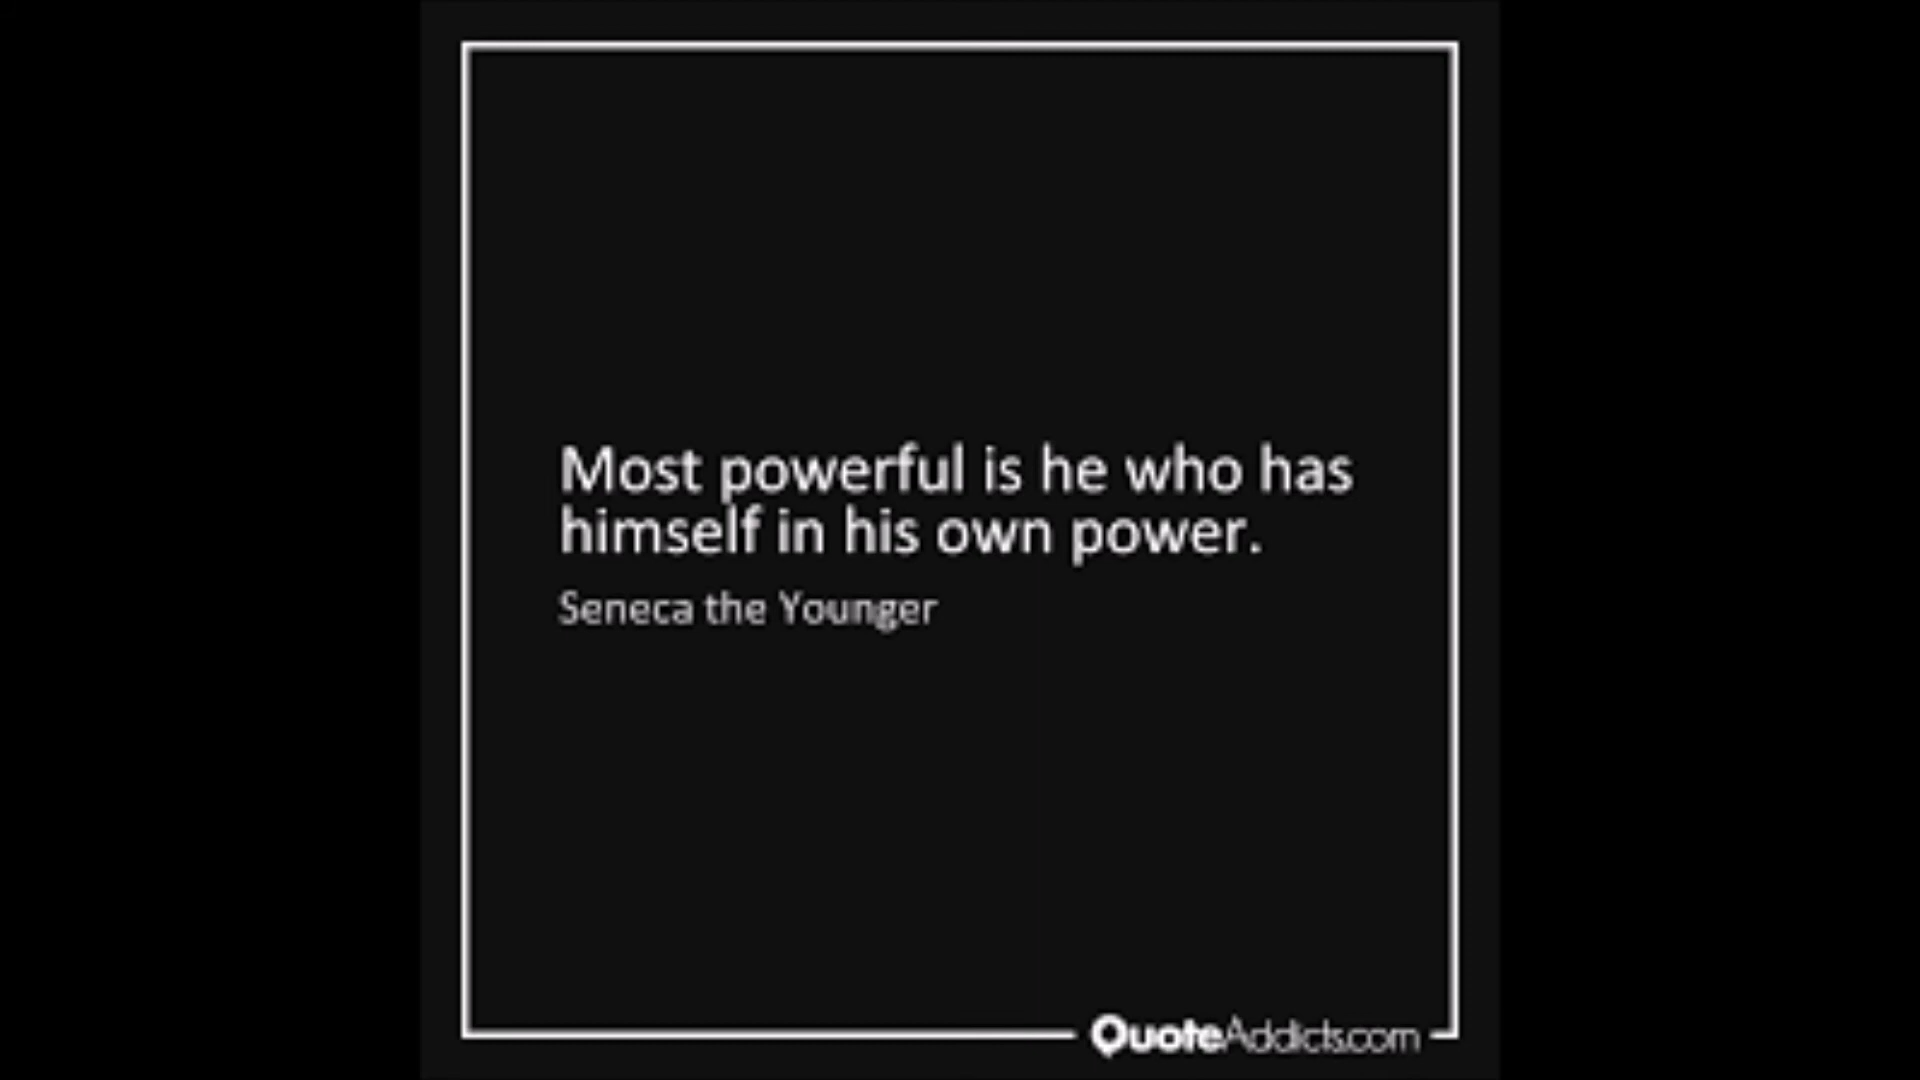 Most powerful is he who has
himself in his own power.
Seneca the Younger
QuoteAddicts.com